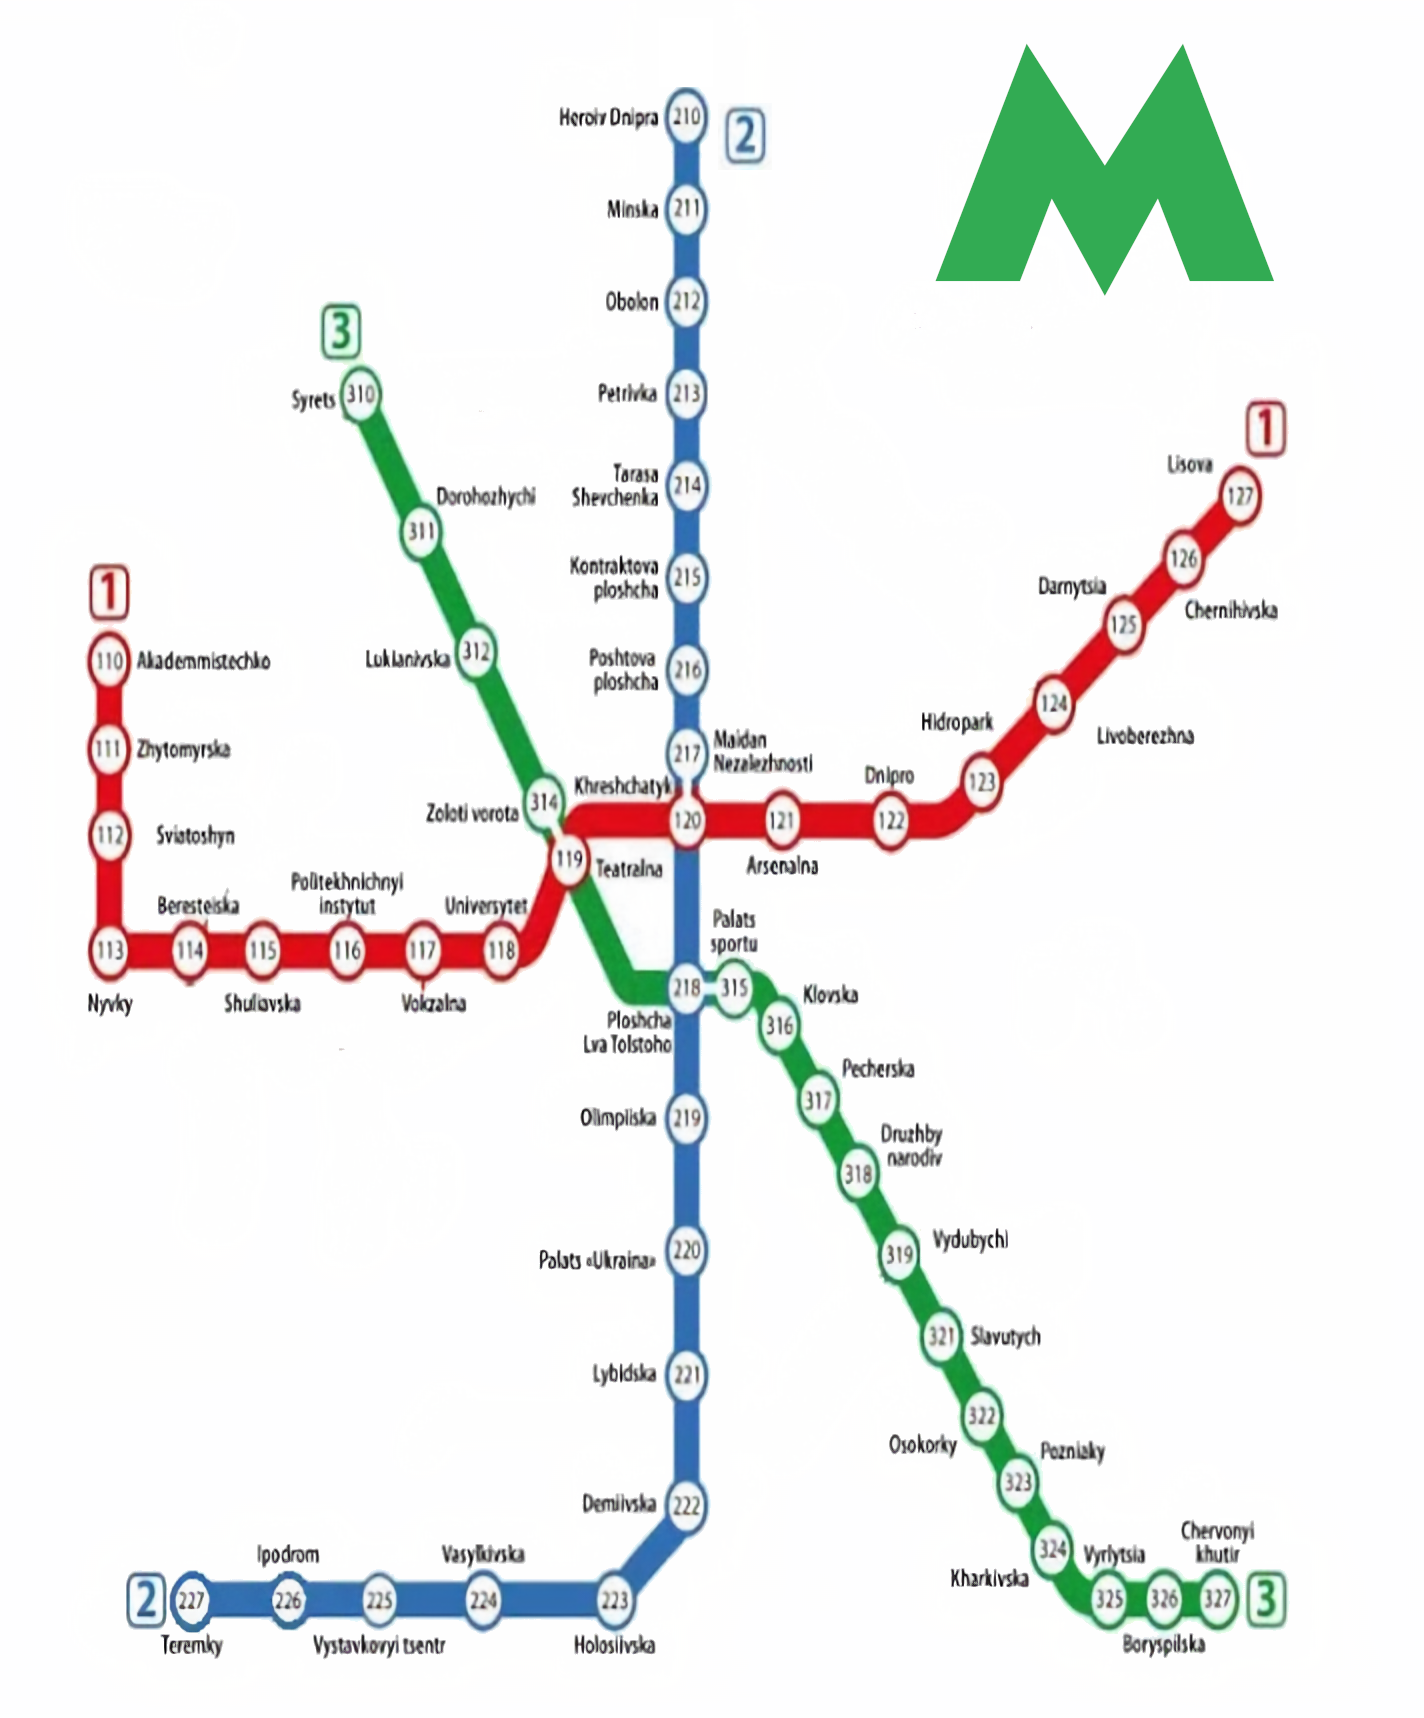 Heroiv Dnipra
210
2
Minska
211
Obolon
212
3
Syrets
310
Petrivka
213
1
Lisova
127
Tarasa
Shevchenka
214
Dorohozhychi
311
126
Chernihivska
Kontraktova
ploshcha
215
Darnytsia
125
1
110
Akademmistechko
Lukianivska
312
Poshtova
ploshcha
216
124
Livoberezhna
Hidropark
123
111
Zhytomyrska
217
Maidan
Nezalezhnosti
Khreshchatyk
120
Zoloti vorota
314
121
Arsenalna
Dnipro
122
112
Sviatoshyn
119
Teatralna
113
Nyvky
Beresteiska
114
115
Shuliavska
Politekhnichnyi
instytut
116
117
Vokzalna
Universytet
118
Palats
sportu
218
315
Ploshcha
Lva Tolstoho
Klovska
316
Pecherska
317
Olimpiiska
219
Druzhby
narodiv
318
Palats «Ukraina»
220
319
Vydubychi
321
Slavutych
Lybidska
221
322
Osokorky
Pozniaky
323
Demiivska
222
324
Kharkivska
2
227
Teremky
Ipodrom
226
225
Vystavkovyi tsentr
Vasylkivska
224
223
Holosiivska
Vyrlytsia
325
326
Boryspilska
Chervonyi
khutir
327
3